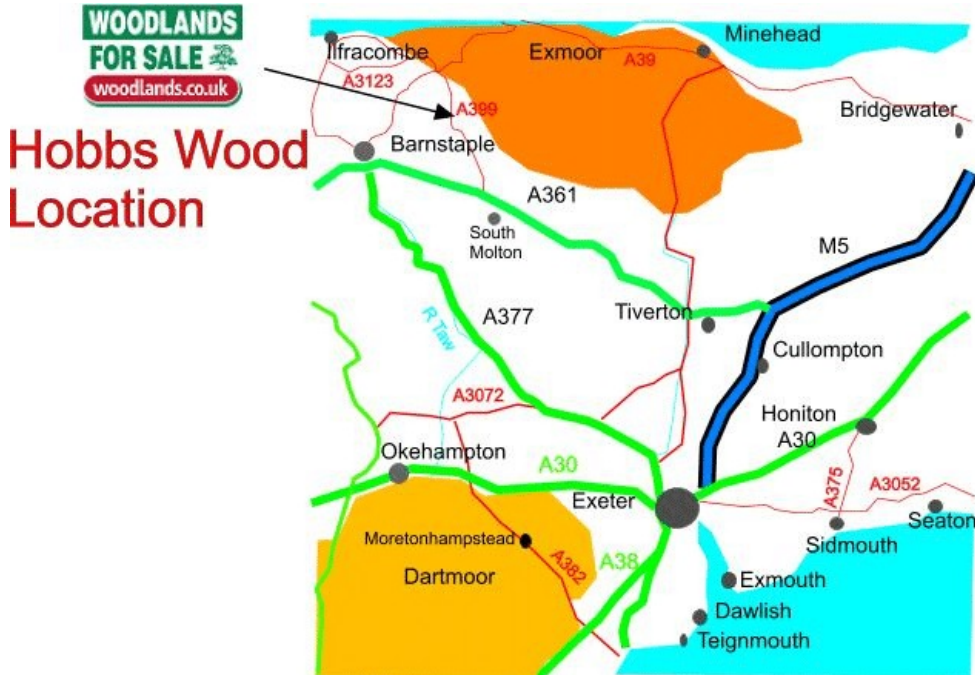 WOODLANDS
FOR SALE
woodlands.co.uk
Hobbs Wood
Location
Ilfracombe
Exmoor
Minehead
A39
A3123
A399
Bridgewater
Barnstaple
A361
South
Molton
M5
R Taw
A377
Tiverton
Cullompton
A3072
Honiton
A30
Okehampton
A30
Exeter
A375
A3052
Seaton
Moretonhampstead
Sidmouth
Dartmoor
A382
A38
Exmouth
Dawlish
Teignmouth